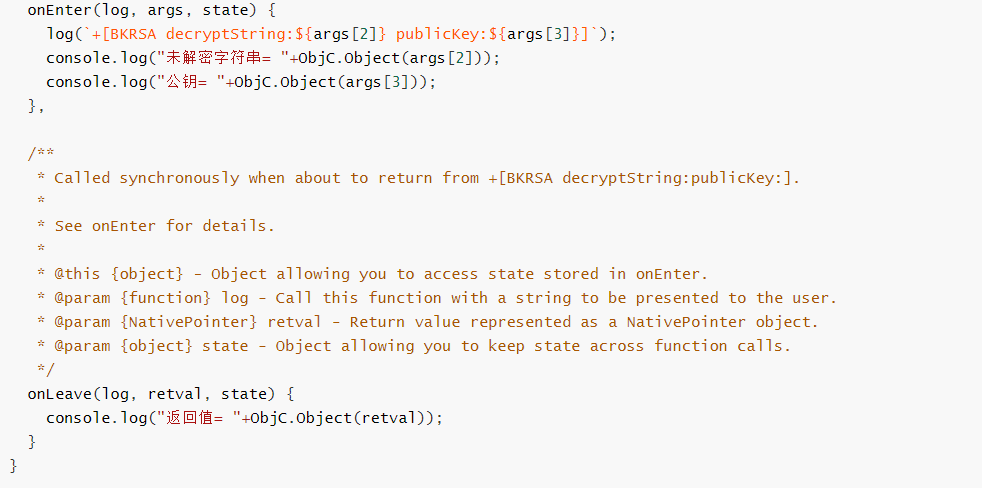 onEnter(log, args, state) {
log(`+[BKRSA decryptString:${args[2]} publicKey:${args[3]}]`);
console.log("未解密字符串= "+ObjC.Object(args[2]));
console.log("公钥= "+ObjC.Object(args[3]));
},
/**
* Called synchronously when about to return from +[BKRSA decryptString:publicKey:].
*
* See onEnter for details.
*
* @this {object} - Object allowing you to access state stored in onEnter.
* @param {function} log - Call this function with a string to be presented to the user.
* @param {NativePointer} retval - Return value represented as a NativePointer object.
* @param {object} state - Object allowing you to keep state across function calls.
*/
onLeave(log, retval, state) {
console.log("返回值= "+ObjC.Object(retval));
}
}